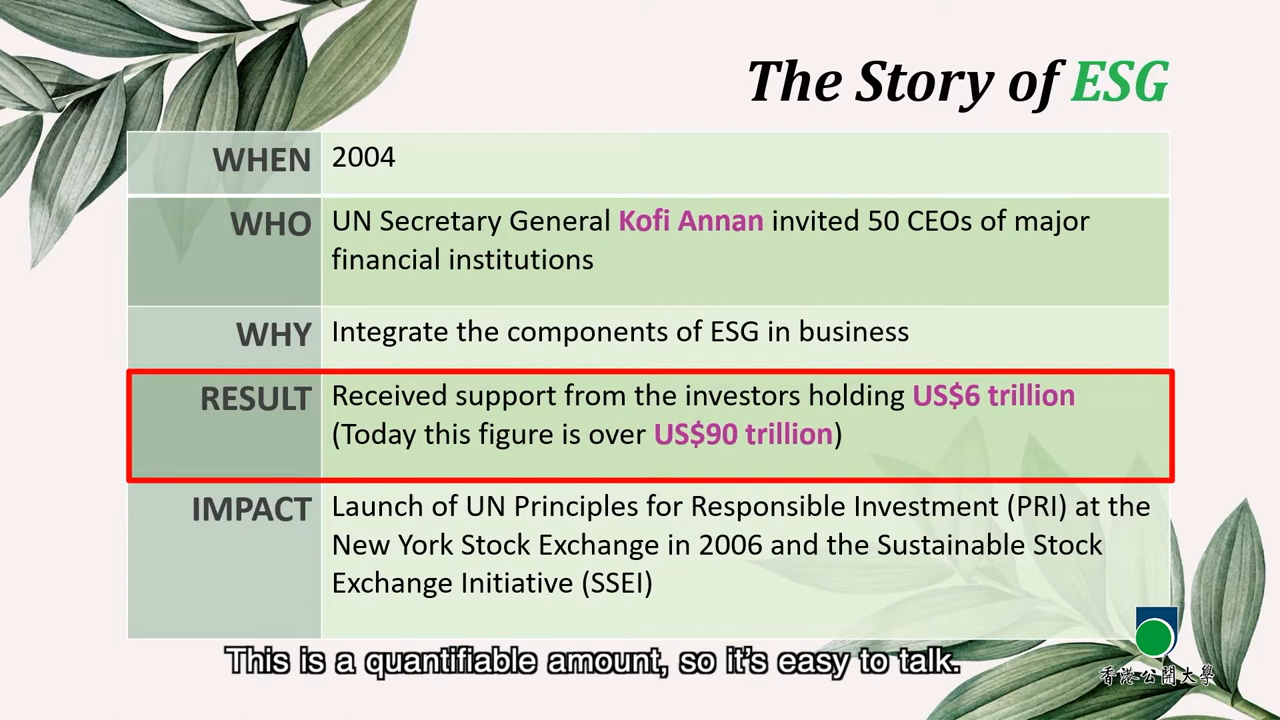 The Story of ESG
WHEN
2004
WHO
UN Secretary General Kofi Annan invited 50 CEOs of major
financial institutions
WHY
Integrate the components of ESG in business
RESULT
Received support from the investors holding US$6 trillion
(Today this figure is over US$90 trillion)
IMPACT
Launch of UN Principles for Responsible Investment (PRI) at the
New York Stock Exchange in 2006 and the Sustainable Stock
Exchange Initiative (SSEI)
This is a quantifiable amount, so it's easy to talk.
香港公開大學